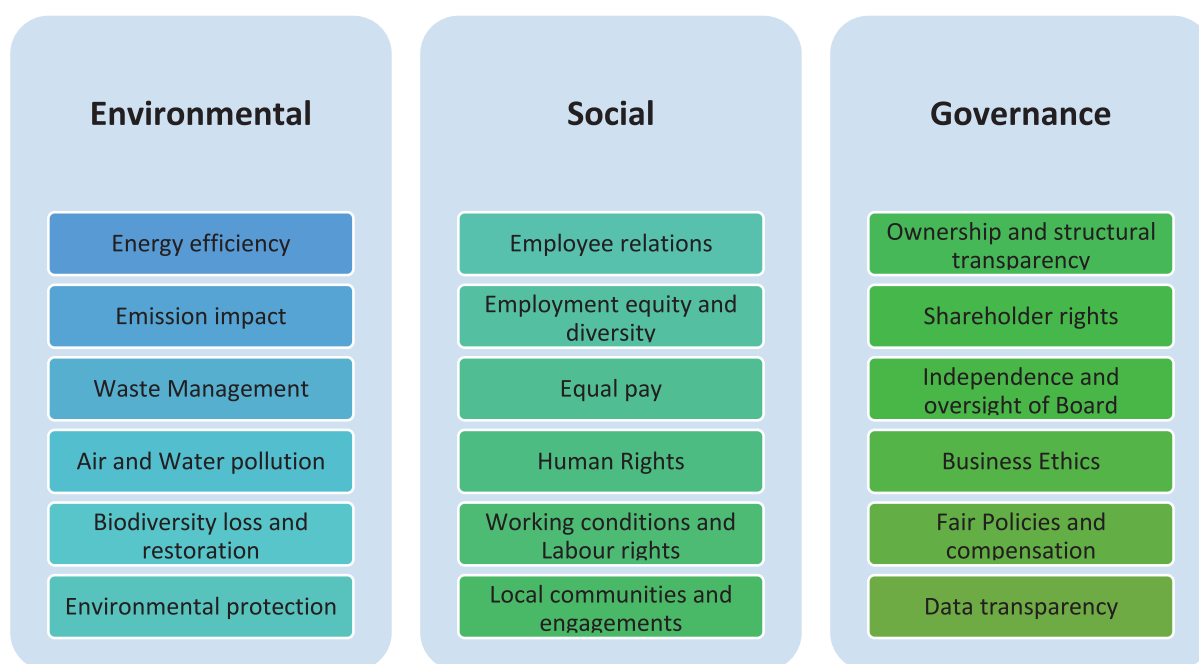 Environmental
Energy efficiency
Emission impact
Waste Management
Air and Water pollution
Biodiversity loss and
restoration
Environmental protection
Social
Employee relations
Employment equity and
diversity
Equal pay
Human Rights
Working conditions and
Labour rights
Local communities and
engagements
Governance
Ownership and structural
transparency
Shareholder rights
Independence and
oversight of Board
Business Ethics
Fair Policies and
compensation
Data transparency